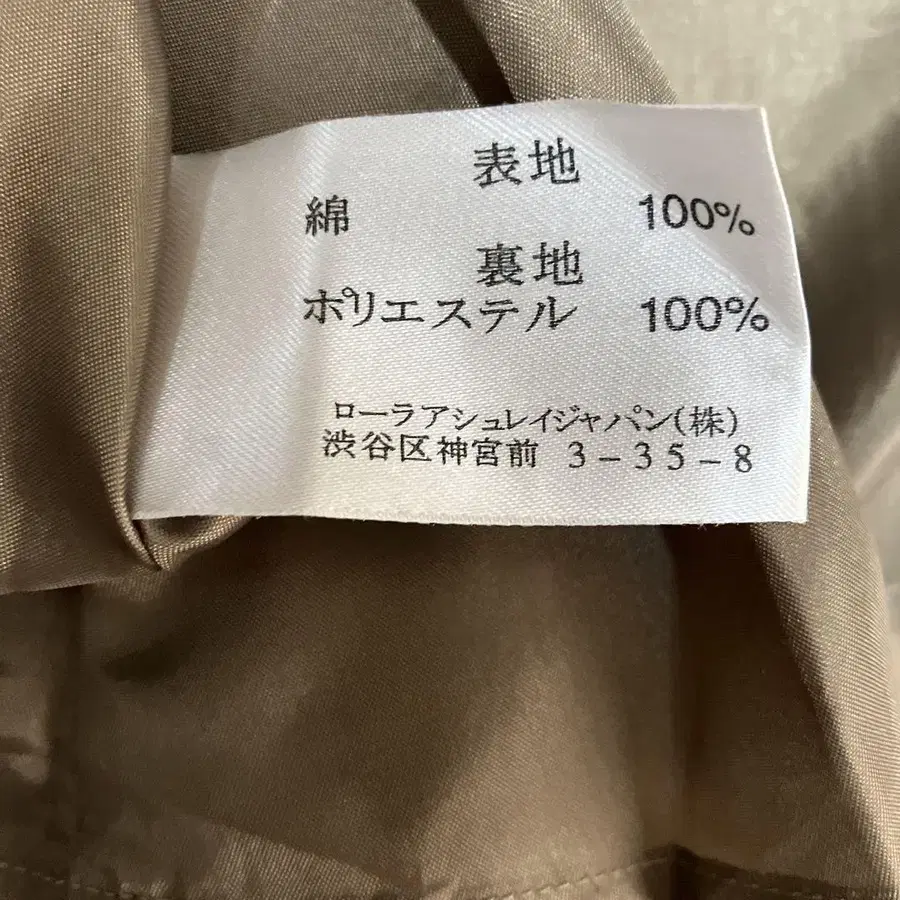 表地
綿 100%
裏地
ポリエステル 100%
ローラアシュレイジャパン(株)
渋谷区神宮前 3-35-8